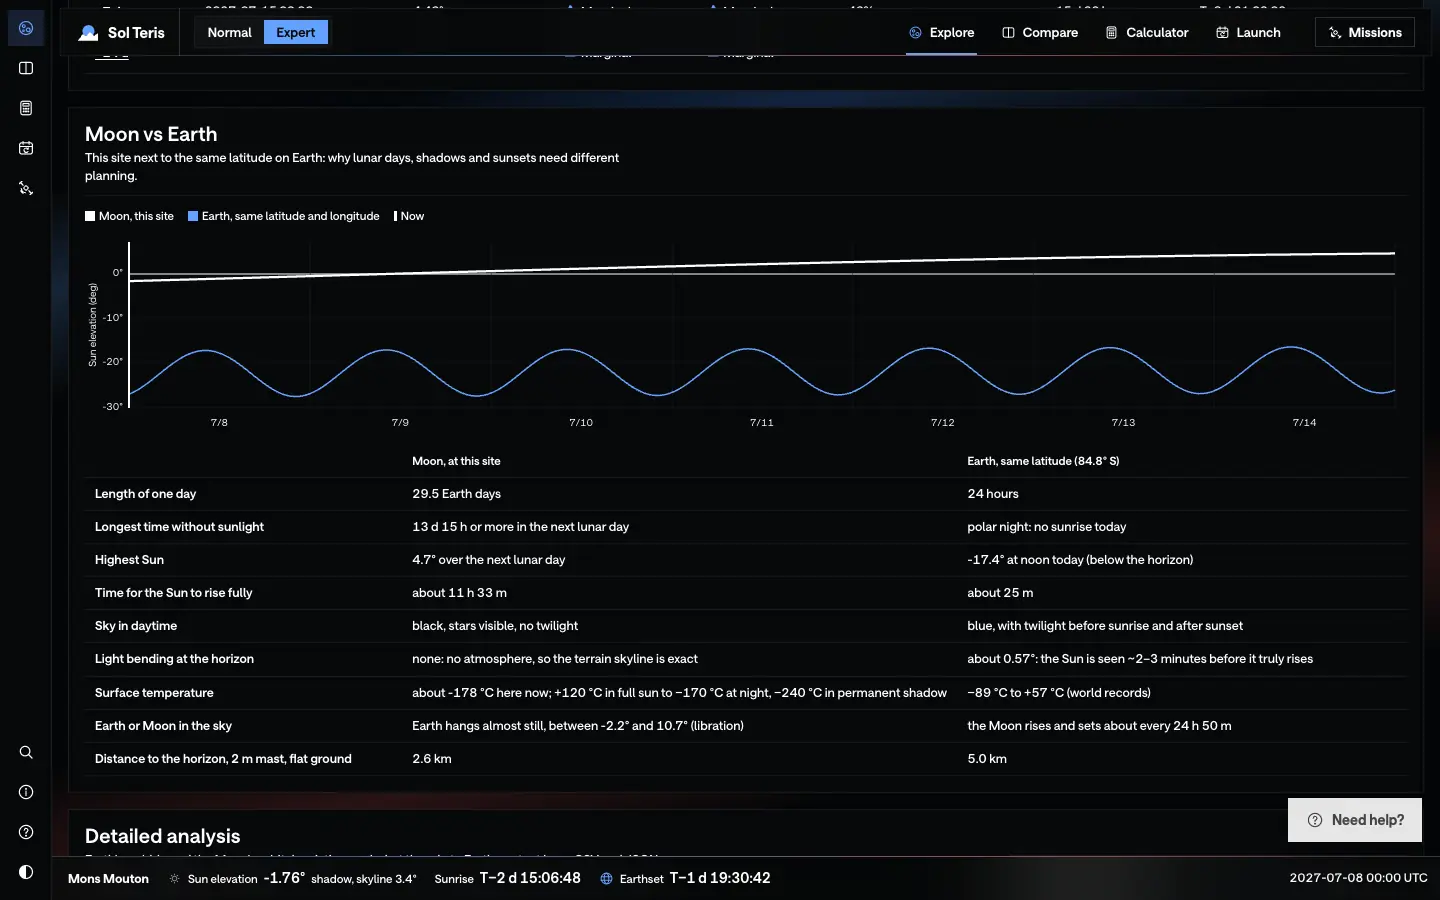 Sol Teris
Normal
Expert
Explore
Compare
Calculator
Launch
Missions
Moon vs Earth
This site next to the same latitude on Earth: why lunar days, shadows and sunsets need different
planning.
Moon, this site
Earth, same latitude and longitude
Now
Sun elevation (deg)
0°
-10°
-20°
-30°
7/8 7/9 7/10 7/11 7/12 7/13 7/14
Moon, at this site Earth, same latitude (84.8° S)
Length of one day 29.5 Earth days 24 hours
Longest time without sunlight 13 d 15 h or more in the next lunar day polar night: no sunrise today
Highest Sun 4.7° over the next lunar day -17.4° at noon today (below the horizon)
Time for the Sun to rise fully about 11 h 33 m about 25 m
Sky in daytime black, stars visible, no twilight blue, with twilight before sunrise and after sunset
Light bending at the horizon none: no atmosphere, so the terrain skyline is exact about 0.57°: the Sun is seen ~2–3 minutes before it truly rises
Surface temperature about -178 °C here now; +120 °C in full sun to −170 °C at night, −240 °C in permanent shadow −89 °C to +57 °C (world records)
Earth or Moon in the sky Earth hangs almost still, between -2.2° and 10.7° (libration) the Moon rises and sets about every 24 h 50 m
Distance to the horizon, 2 m mast, flat ground 2.6 km 5.0 km
Detailed analysis
Need help?
Mons Mouton Sun elevation -1.76° shadow, skyline 3.4° Sunrise T−2 d 15:06:48 Earthset T−1 d 19:30:42 2027-07-08 00:00 UTC